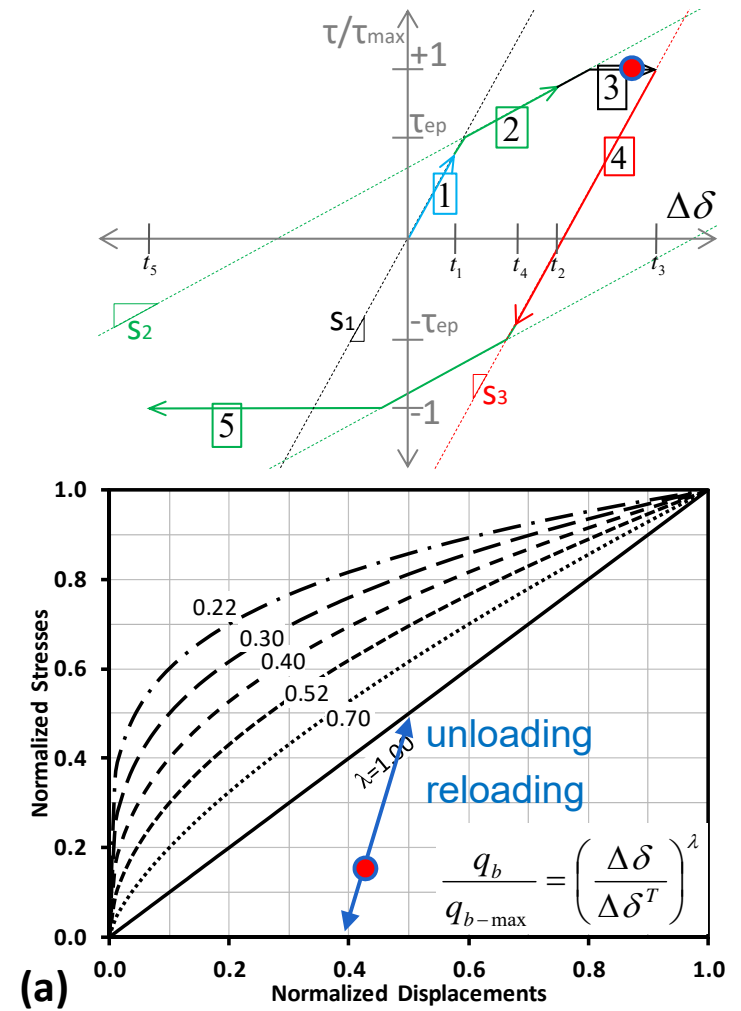 τ/τmax
+1
3
τep
2
4
1
Δδ
t5
t1
t4
t2
t3
s2
s1
-τep
s3
-1
5
1.0
0.8
0.6
0.4
0.2
0.0
Normalized Stresses
0.22
0.30
0.40
0.52
0.70
λ=1.00
unloading
reloading
q_b/q_{b-max} = (Δδ/Δδ^T)^λ
0.0 0.2 0.4 0.6 0.8 1.0
(a)
Normalized Displacements